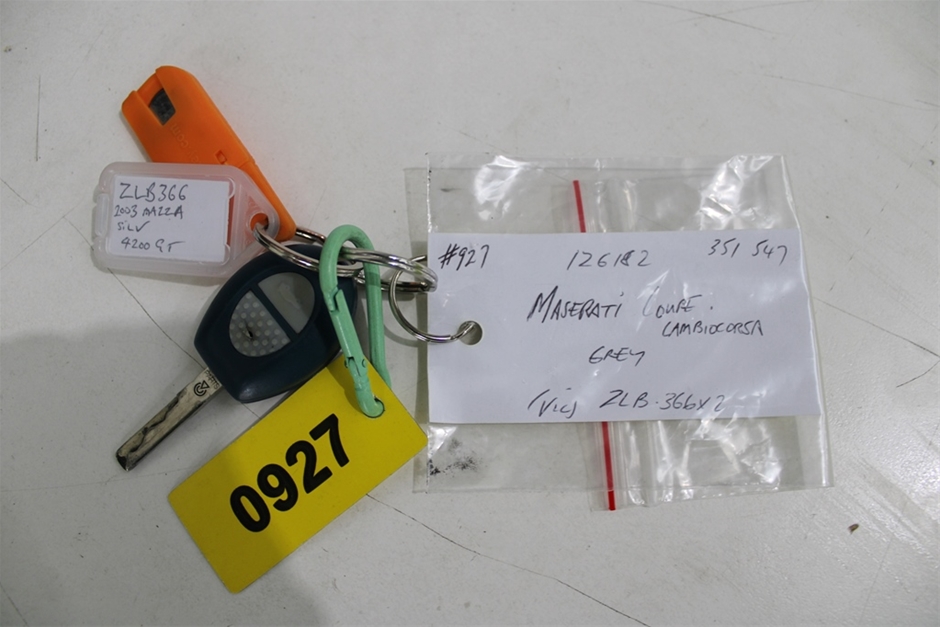 ZLB366
2003 MAZZA
SILV
4200 GT
#927 126182 351 547
MASERATI COUPE.
CAMBIOCORSA
GREY
(VIC) ZLB.366x2
0927